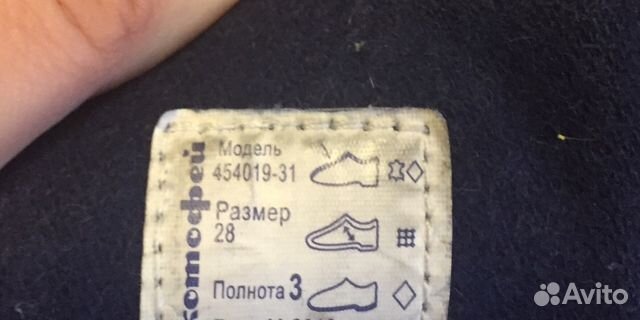 котофей
Модель
454019-31
Размер
28
Полнота 3
Avito